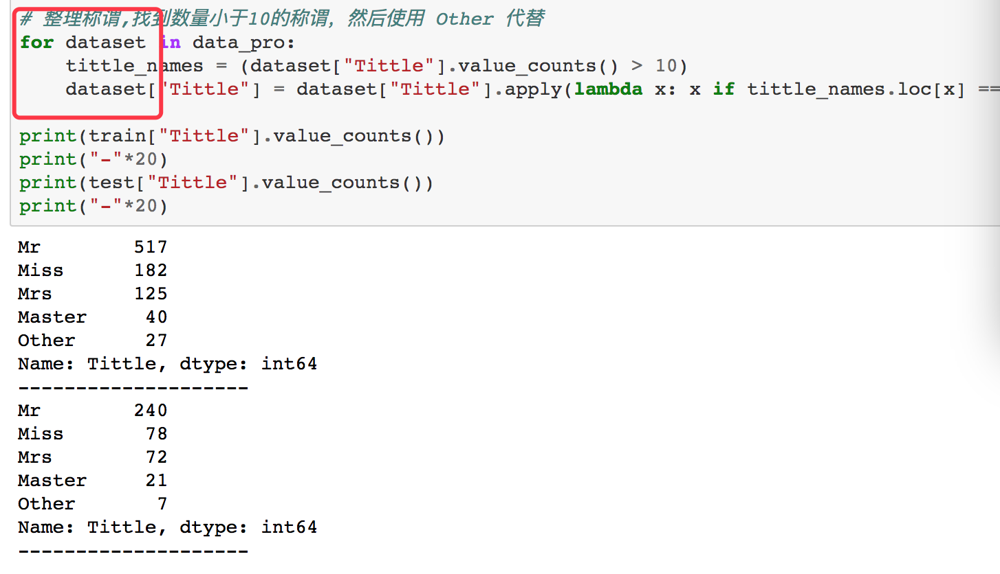 # 整理称谓,找到数量小于10的称谓，然后使用 Other 代替
for dataset in data_pro:
    tittle_names = (dataset["Tittle"].value_counts() > 10)
    dataset["Tittle"] = dataset["Tittle"].apply(lambda x: x if tittle_names.loc[x] ==
print(train["Tittle"].value_counts())
print("-"*20)
print(test["Tittle"].value_counts())
print("-"*20)
Mr        517
Miss      182
Mrs       125
Master     40
Other      27
Name: Tittle, dtype: int64
--------------------
Mr        240
Miss       78
Mrs        72
Master     21
Other       7
Name: Tittle, dtype: int64
--------------------